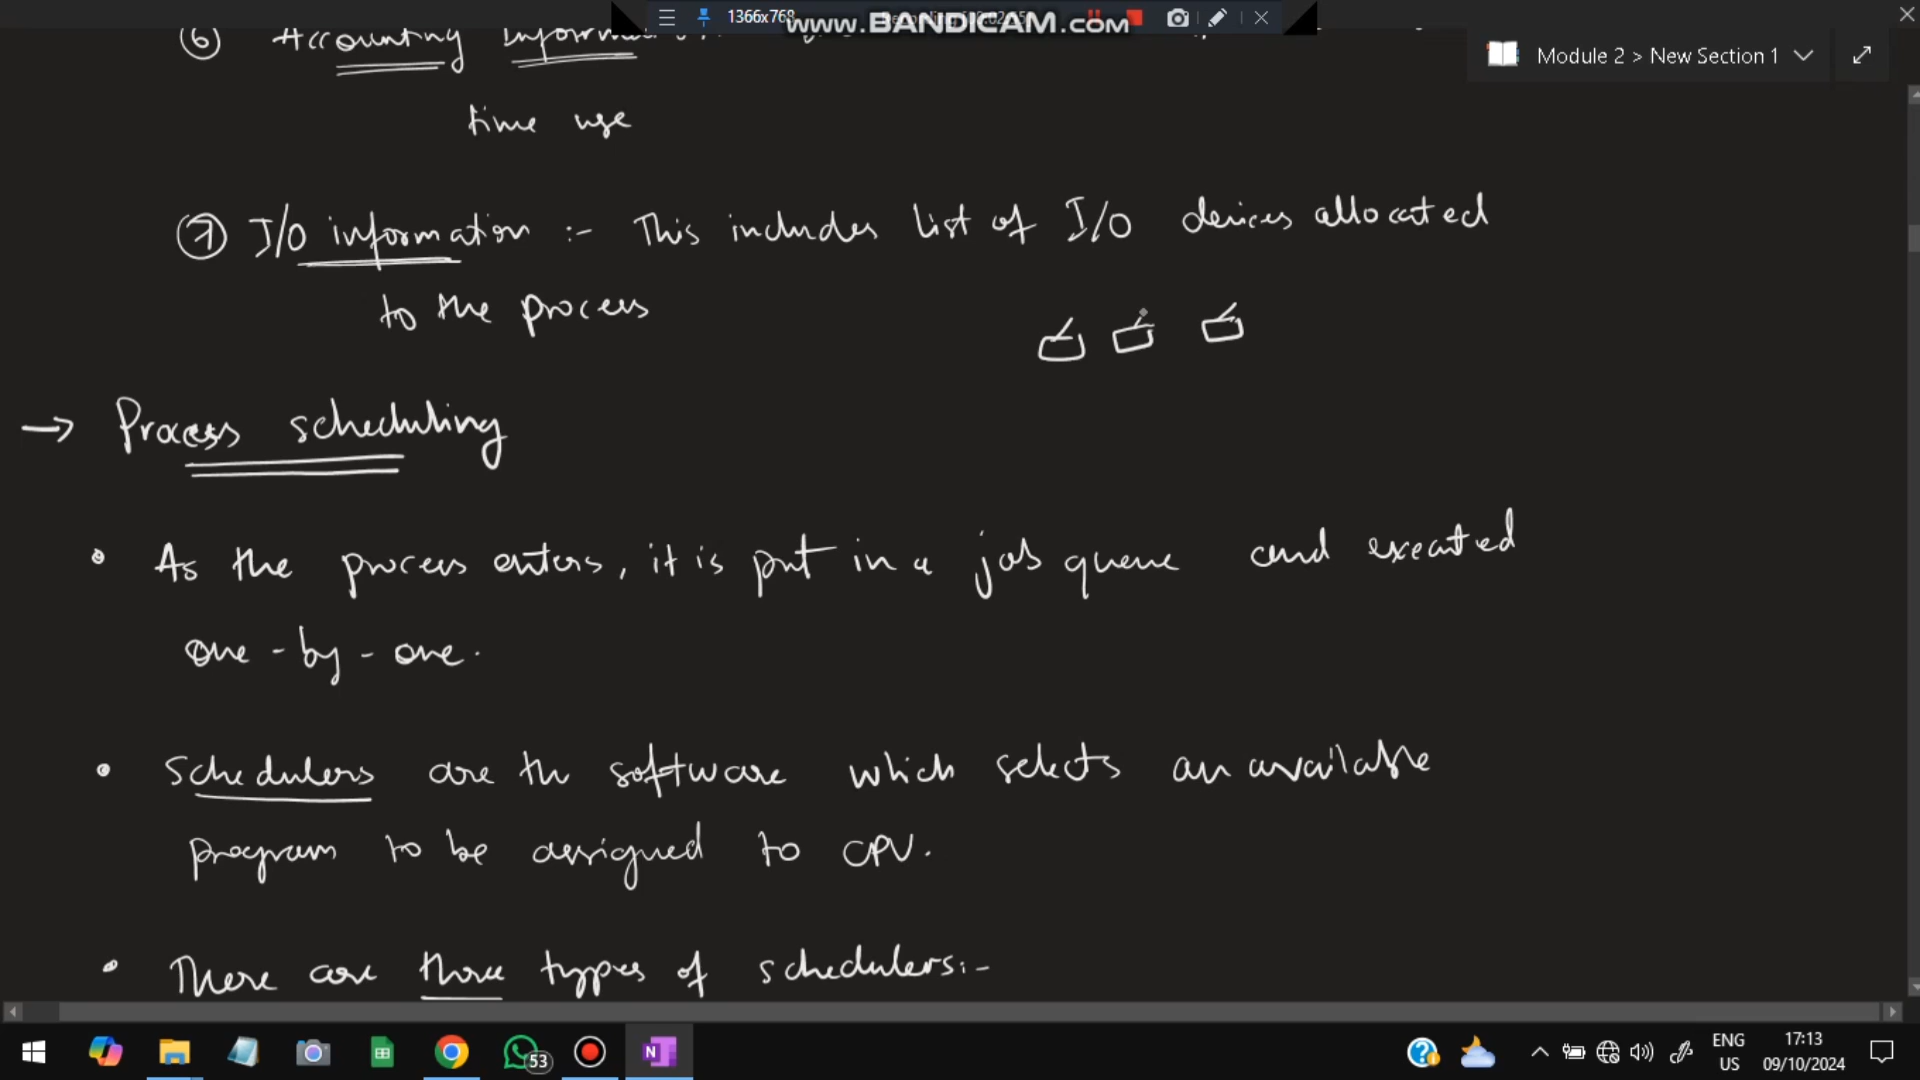 1366x768
www.BANDICAM.com
Module 2 > New Section 1
⑥ Accounting
time use
⑦ I/O information :- This includes list of I/O devices allocated
to the process
→ Process scheduling
• As the process enters, it is put in a job queue and executed
one - by - one.
• Schedulers are the software which selects an available
program to be assigned to CPU.
• There are three types of schedulers:-
53
N
ENG
US
17:13
09/10/2024